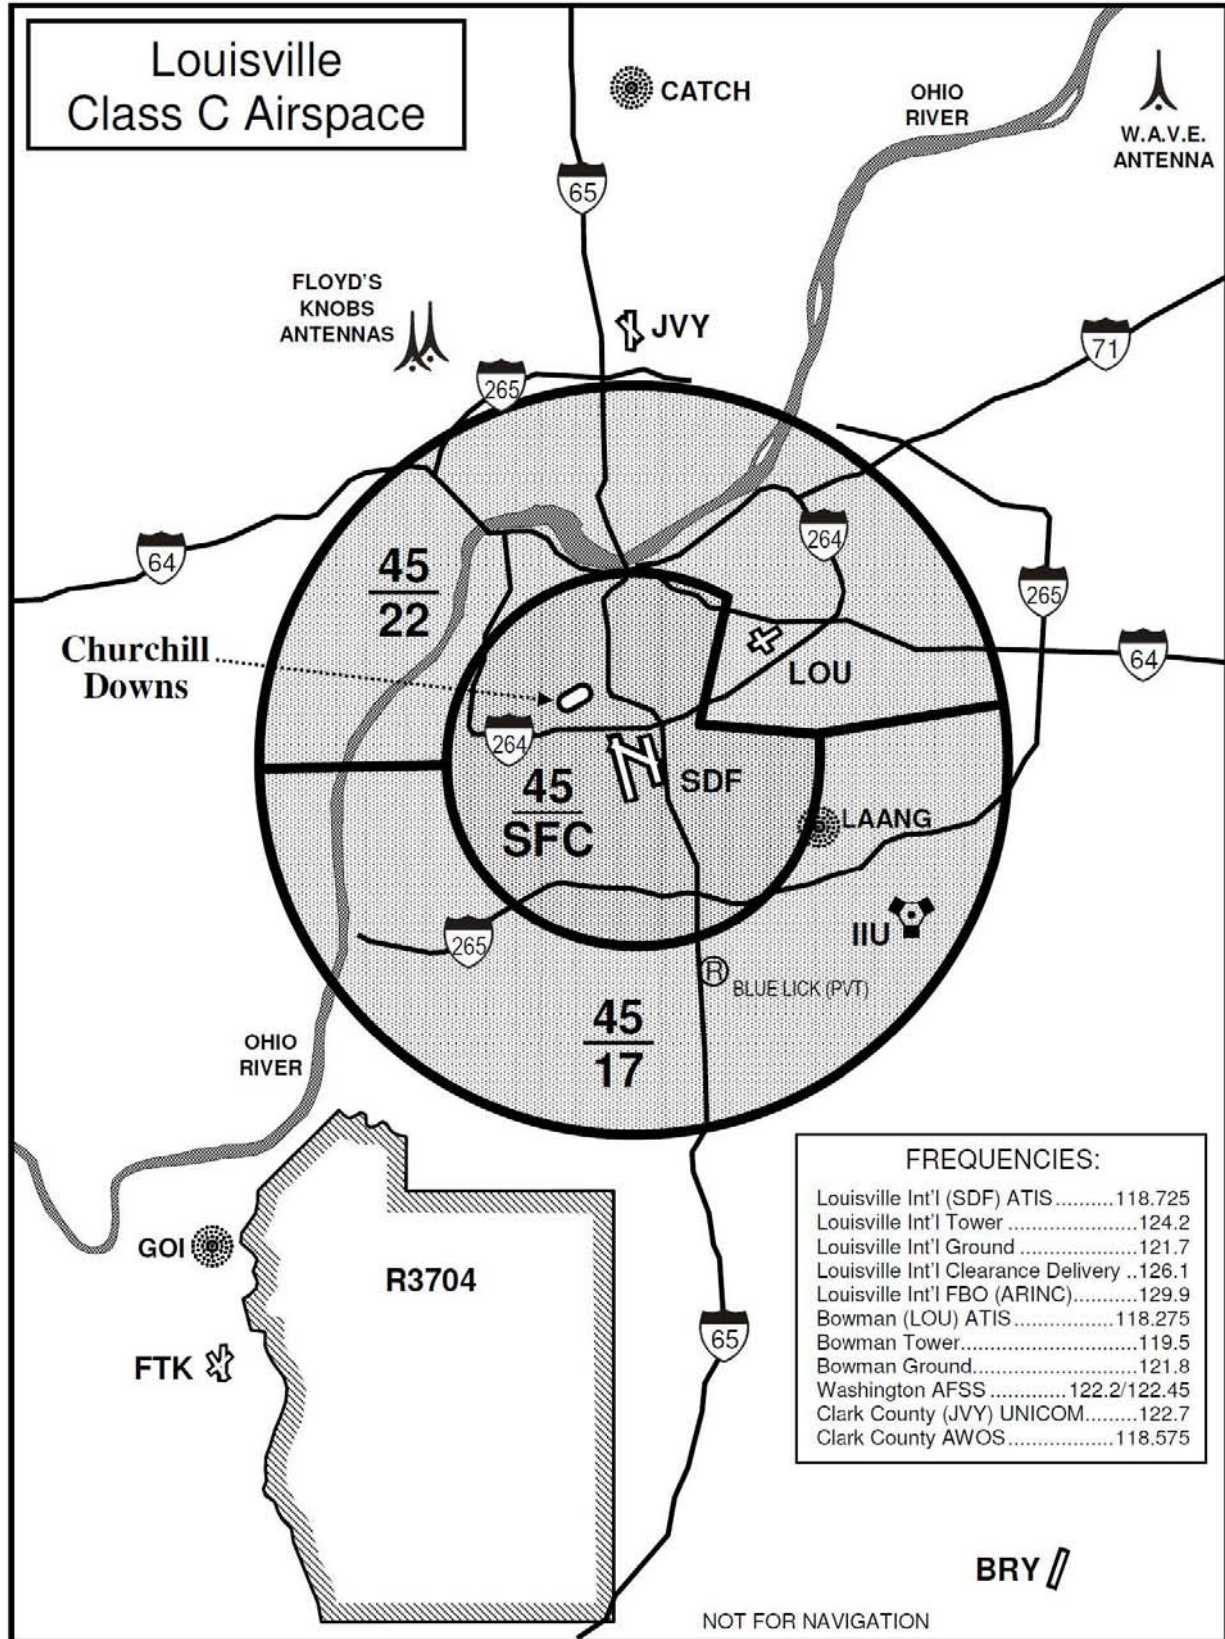 Louisville
Class C Airspace
CATCH
OHIO
RIVER
W.A.V.E.
ANTENNA
65
FLOYD'S
KNOBS
ANTENNAS
JVY
71
265
264
64
45
22
265
Churchill
Downs
LOU
64
264
SDF
45
SFC
LAANG
IIU
265
R
BLUE LICK (PVT)
45
17
OHIO
RIVER
FREQUENCIES:
Louisville Int'l (SDF) ATIS..........118.725
Louisville Int'l Tower ......................124.2
Louisville Int'l Ground ....................121.7
Louisville Int'l Clearance Delivery ..126.1
Louisville Int'l FBO (ARINC)...........129.9
Bowman (LOU) ATIS.................118.275
Bowman Tower..............................119.5
Bowman Ground............................121.8
Washington AFSS .............122.2/122.45
Clark County (JVY) UNICOM.........122.7
Clark County AWOS..................118.575
GOI
R3704
65
FTK
BRY
NOT FOR NAVIGATION